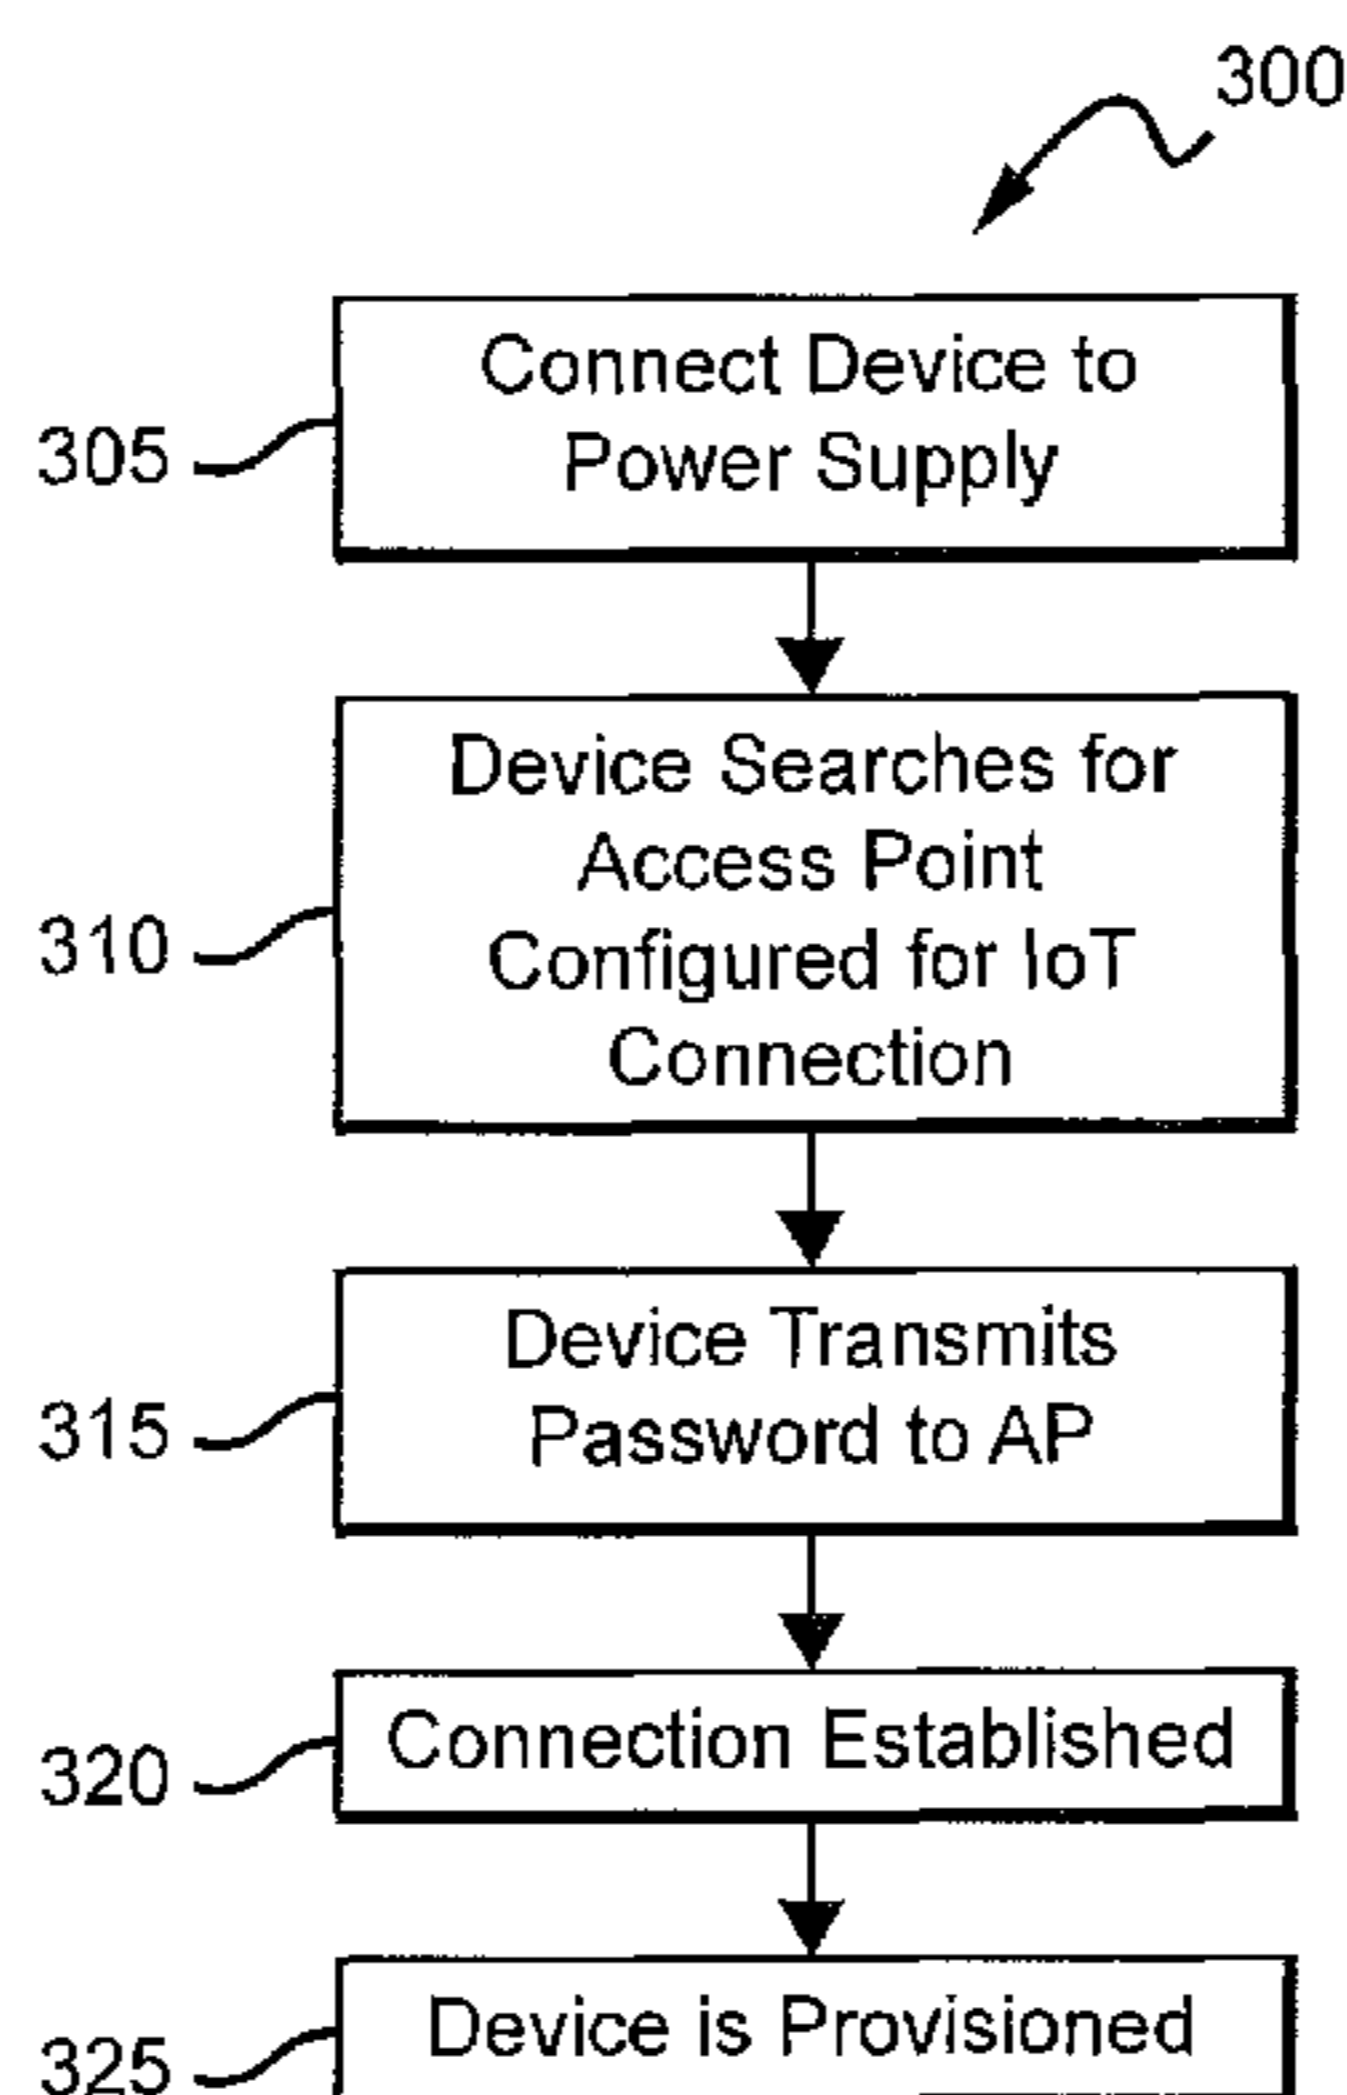 300
Connect Device to
Power Supply
305
Device Searches for
Access Point
Configured for IoT
Connection
310
Device Transmits
Password to AP
315
Connection Established
320
Device is Provisioned
325